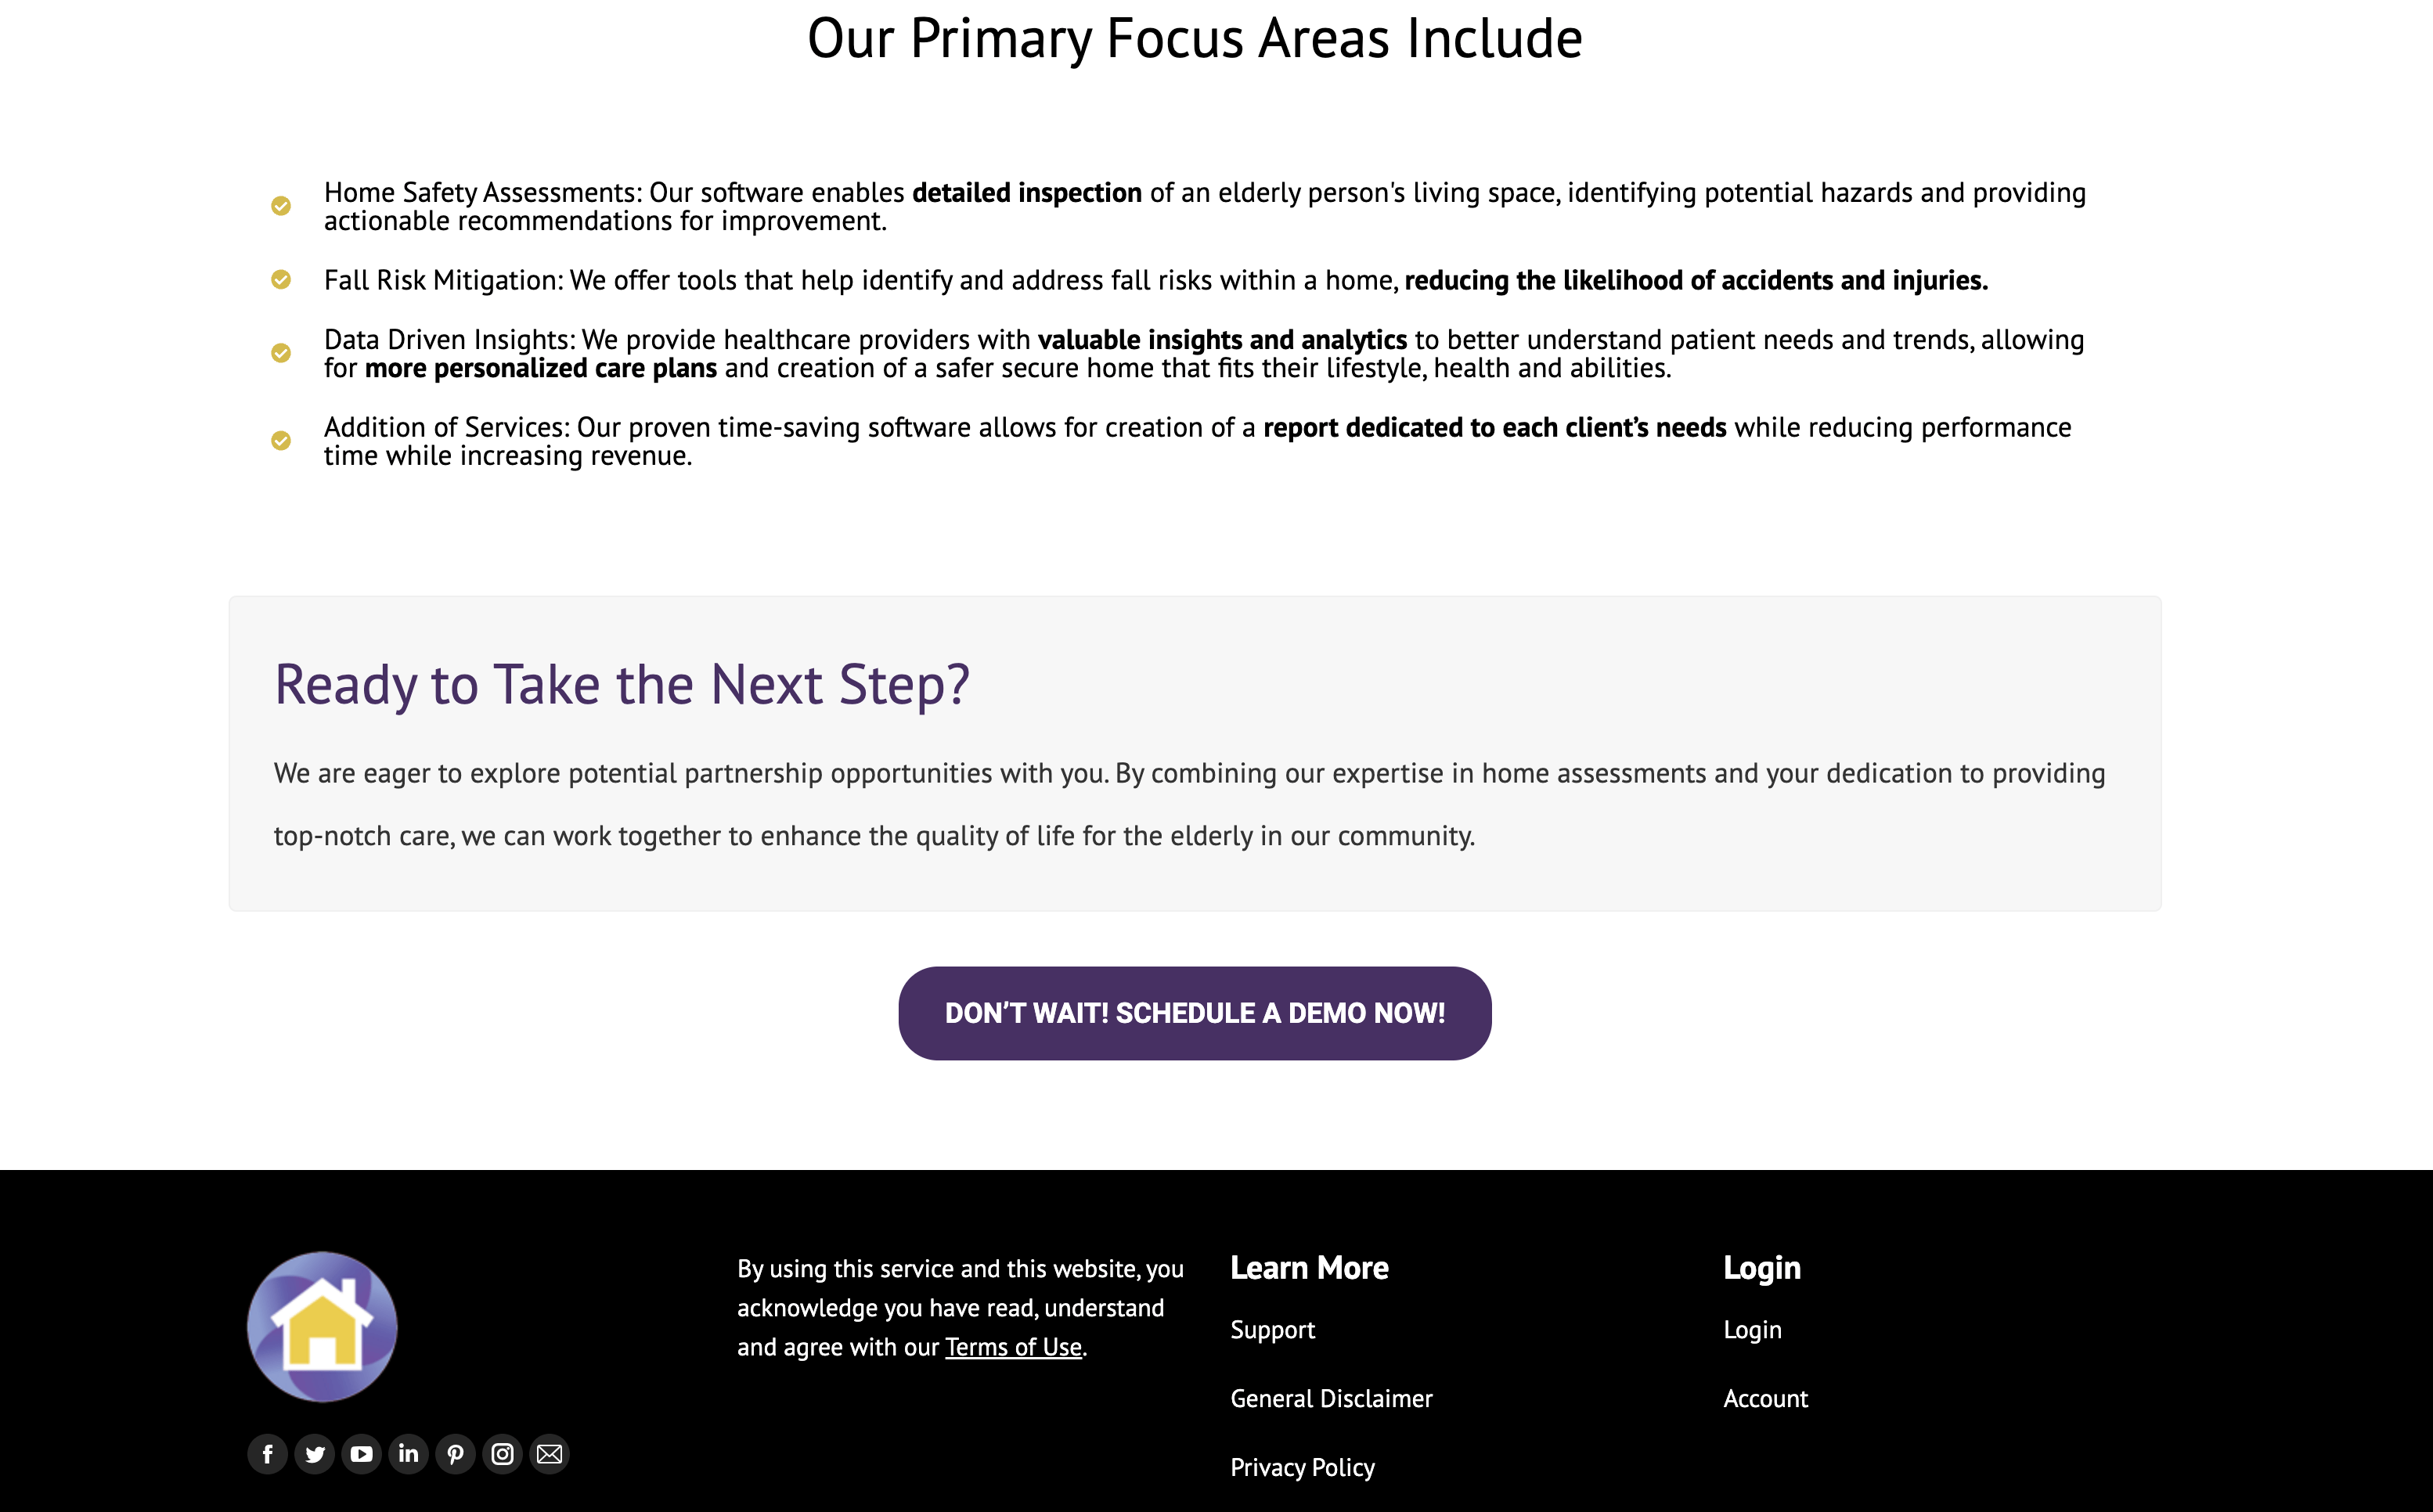 Our Primary Focus Areas Include
Home Safety Assessments: Our software enables detailed inspection of an elderly person's living space, identifying potential hazards and providing
actionable recommendations for improvement.
Fall Risk Mitigation: We offer tools that help identify and address fall risks within a home, reducing the likelihood of accidents and injuries.
Data Driven Insights: We provide healthcare providers with valuable insights and analytics to better understand patient needs and trends, allowing
for more personalized care plans and creation of a safer secure home that fits their lifestyle, health and abilities.
Addition of Services: Our proven time-saving software allows for creation of a report dedicated to each client’s needs while reducing performance
time while increasing revenue.
Ready to Take the Next Step?
We are eager to explore potential partnership opportunities with you. By combining our expertise in home assessments and your dedication to providing
top-notch care, we can work together to enhance the quality of life for the elderly in our community.
DON’T WAIT! SCHEDULE A DEMO NOW!
By using this service and this website, you
acknowledge you have read, understand
and agree with our Terms of Use.
Learn More
Support
General Disclaimer
Privacy Policy
Login
Login
Account